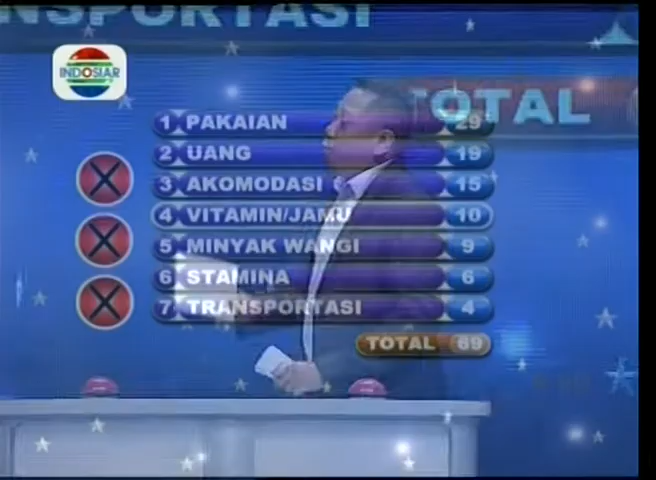 NSPORTASI
INDOSIAR
TOTAL
1 PAKAIAN 29
2 UANG 19
3 AKOMODASI 15
4 VITAMIN/JAMU 10
5 MINYAK WANGI 9
6 STAMINA 6
7 TRANSPORTASI 4
TOTAL 69